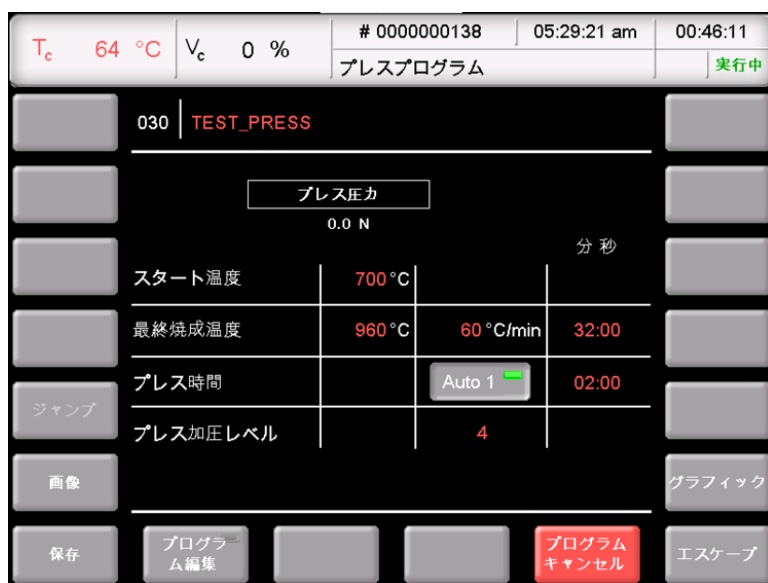 Tc 64 °C Vc 0 % # 0000000138 05:29:21 am 00:46:11
プレスプログラム 実行中
030 TEST_PRESS
プレス圧力
0.0 N
分 秒
スタート温度 700 °C
最終焼成温度 960 °C 60 °C/min 32:00
プレス時間 Auto 1 02:00
ジャンプ
プレス加圧レベル 4
画像 グラフィック
保存 プログラ
ム編集
プログラム
キャンセル
エスケープ